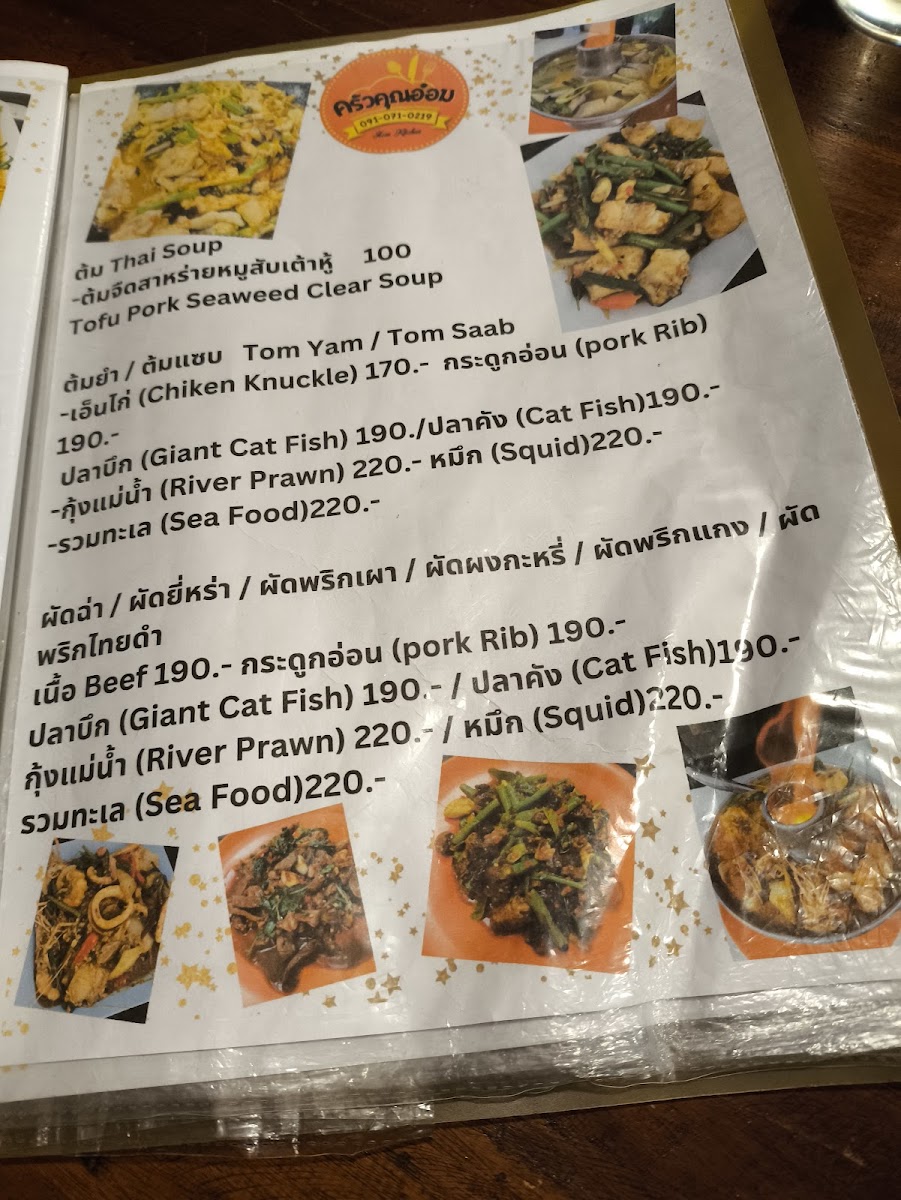 ครัวคุณอ๋อม
093-071-0219
ต้ม Thai Soup
-ต้มจืดสาหร่ายหมูสับเต้าหู้ 100
Tofu Pork Seaweed Clear Soup
ต้มยำ / ต้มแซบ Tom Yam / Tom Saab
-เอ็นไก่ (Chiken Knuckle) 170.- กระดูกอ่อน (pork Rib)
190.-
ปลาบึก (Giant Cat Fish) 190./ปลาคัง (Cat Fish)190.-
-กุ้งแม่น้ำ (River Prawn) 220.- หมึก (Squid)220.-
-รวมทะเล (Sea Food)220.-
ผัดฉ่า / ผัดยี่หร่า / ผัดพริกเผา / ผัดผงกะหรี่ / ผัดพริกแกง / ผัด
พริกไทยดำ
เนื้อ Beef 190.- กระดูกอ่อน (pork Rib) 190.-
ปลาบึก (Giant Cat Fish) 190.- / ปลาคัง (Cat Fish)190.-
กุ้งแม่น้ำ (River Prawn) 220.- / หมึก (Squid)220.-
รวมทะเล (Sea Food)220.-